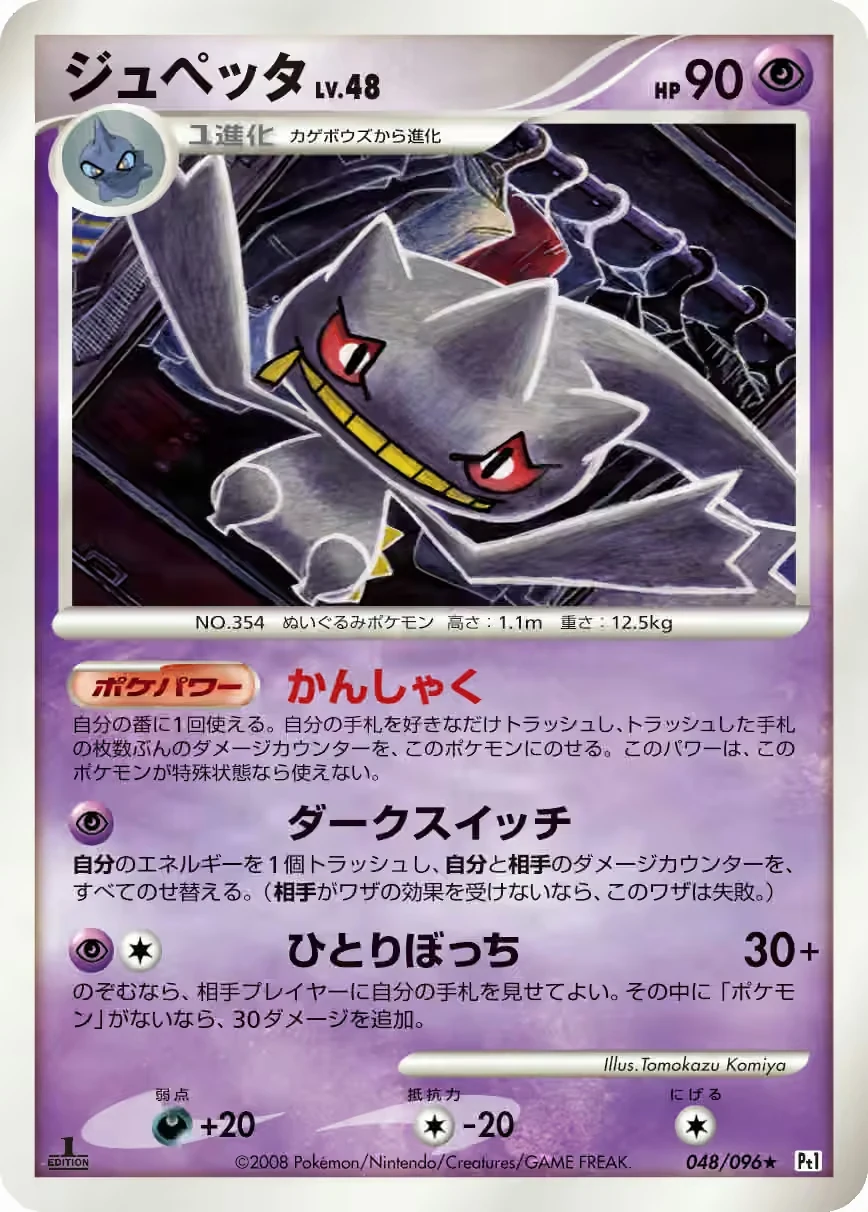 ジュペッタ LV.48 HP 90
1進化 カゲボウズから進化
NO.354 ぬいぐるみポケモン 高さ:1.1m 重さ:12.5kg
ポケパワー かんしゃく
自分の番に1回使える。自分の手札を好きなだけトラッシュし、トラッシュした手札
の枚数ぶんのダメージカウンターを、このポケモンにのせる。このパワーは、この
ポケモンが特殊状態なら使えない。
ダークスイッチ
自分のエネルギーを1個トラッシュし、自分と相手のダメージカウンターを、
すべてのせ替える。(相手がワザの効果を受けないなら、このワザは失敗。)
ひとりぼっち 30+
のぞむなら、相手プレイヤーに自分の手札を見せてよい。その中に「ポケモ
ン」がないなら、30ダメージを追加。
Illus.Tomokazu Komiya
弱点 抵抗力 にげる
+20 -20
1 EDITION ©2008 Pokémon/Nintendo/Creatures/GAME FREAK. 048/096★ Pt1